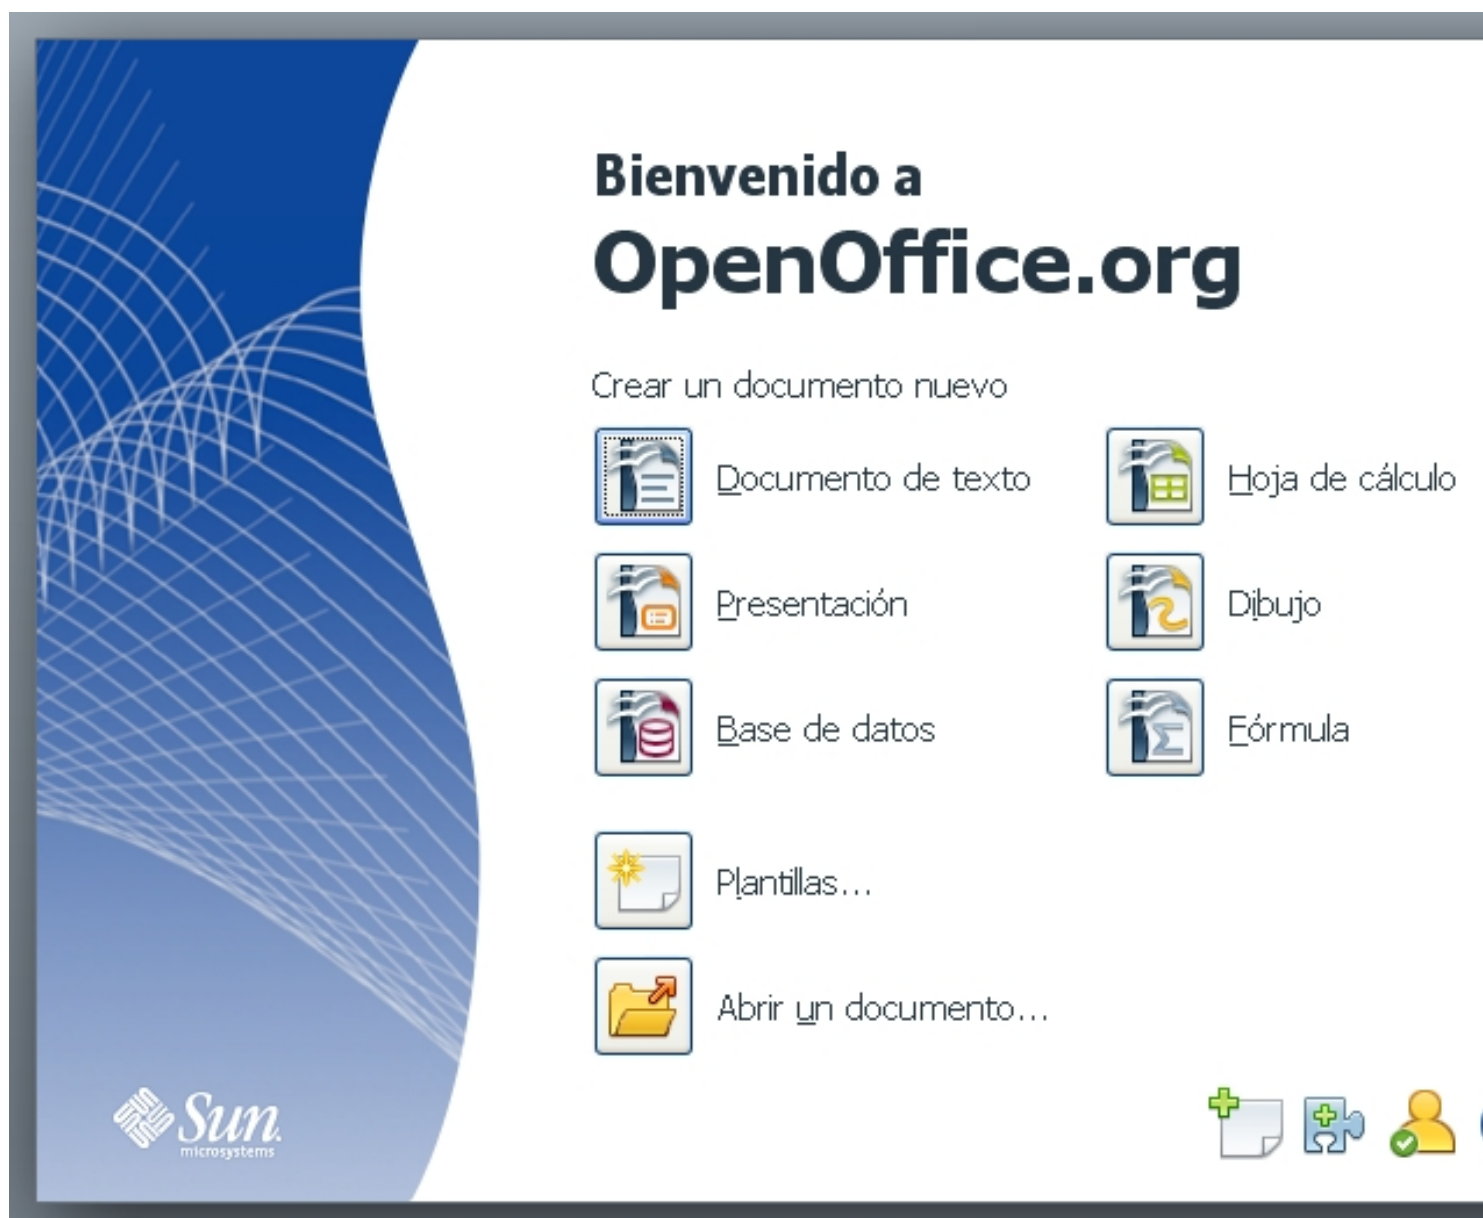 Bienvenido a
OpenOffice.org
Crear un documento nuevo
Documento de texto
Hoja de cálculo
Presentación
Dibujo
Base de datos
Fórmula
Plantillas...
Abrir un documento...
Sun
microsystems